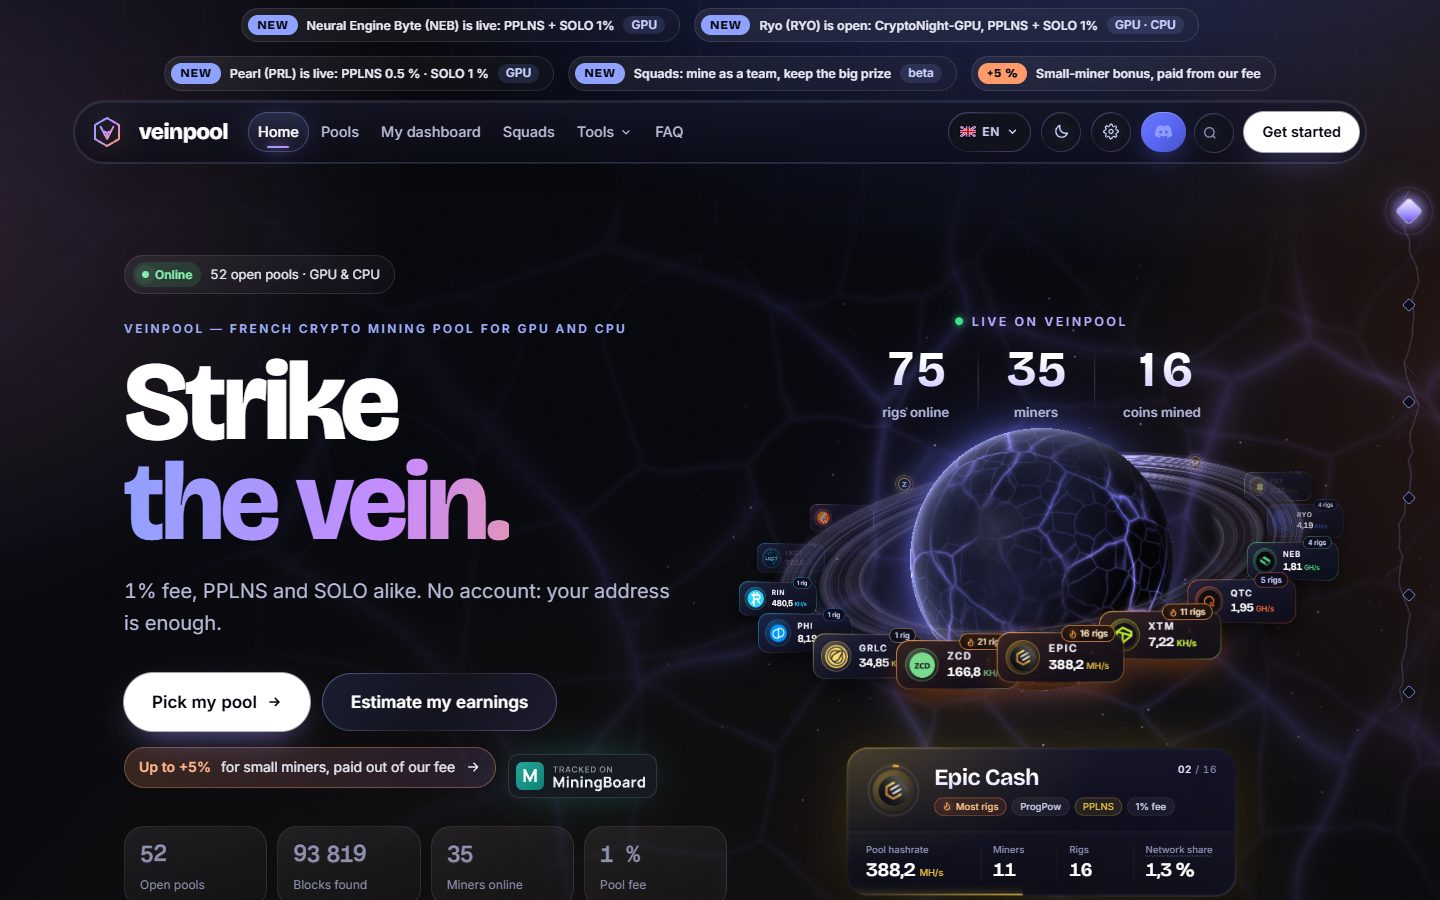 NEW Neural Engine Byte (NEB) is live: PPLNS + SOLO 1% GPU
NEW Ryo (RYO) is open: CryptoNight-GPU, PPLNS + SOLO 1% GPU · CPU
NEW Pearl (PRL) is live: PPLNS 0.5 % · SOLO 1 % GPU
NEW Squads: mine as a team, keep the big prize beta
+5 % Small-miner bonus, paid from our fee
veinpool Home Pools My dashboard Squads Tools FAQ EN Get started
Online 52 open pools · GPU & CPU
VEINPOOL — FRENCH CRYPTO MINING POOL FOR GPU AND CPU
Strike
the vein.
1% fee, PPLNS and SOLO alike. No account: your address
is enough.
Pick my pool → Estimate my earnings
Up to +5% for small miners, paid out of our fee →
M TRACKED ON
MiningBoard
52
Open pools
93 819
Blocks found
35
Miners online
1 %
Pool fee
LIVE ON VEINPOOL
75 35 16
rigs online miners coins mined
Z
4 rigs
RYO
4,19 KH/s
4 rigs
NEB
1,81 GH/s
5 rigs
QTC
1,95 GH/s
11 rigs
XTM
7,22 KH/s
16 rigs
EPIC
388,2 MH/s
21 rig
ZCD
ZCD
166,8 KH/
1 rig
GRLC
34,85 K
1 rig
PHI
8,19
1 rig
RIN
480,5 KH/s
Epic Cash 02 / 16
Most rigs ProgPow PPLNS 1% fee
Pool hashrate Miners Rigs Network share
388,2 MH/s 11 16 1,3 %